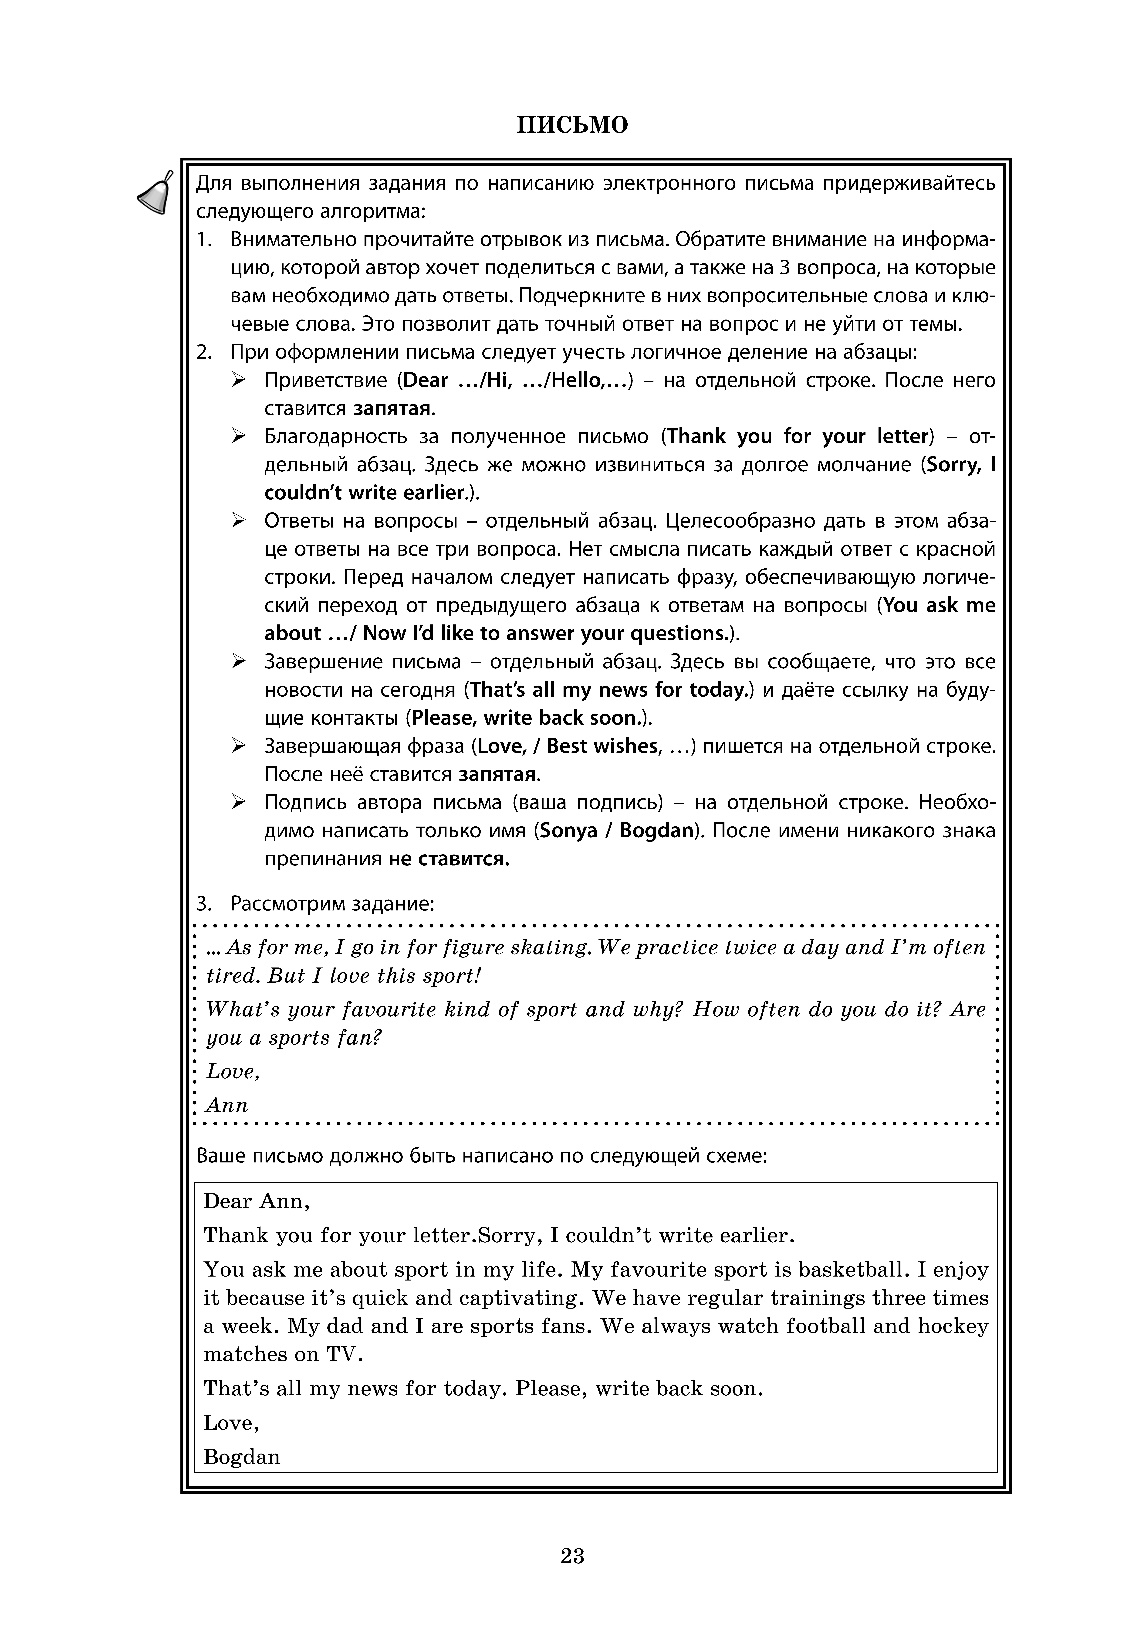 ПИСЬМО
Для выполнения задания по написанию электронного письма придерживайтесь
следующего алгоритма:
1. Внимательно прочитайте отрывок из письма. Обратите внимание на информа-
цию, которой автор хочет поделиться с вами, а также на 3 вопроса, на которые
вам необходимо дать ответы. Подчеркните в них вопросительные слова и клю-
чевые слова. Это позволит дать точный ответ на вопрос и не уйти от темы.
2. При оформлении письма следует учесть логичное деление на абзацы:
➢ Приветствие (Dear …/Hi, …/Hello,…) – на отдельной строке. После него
ставится запятая.
➢ Благодарность за полученное письмо (Thank you for your letter) – от-
дельный абзац. Здесь же можно извиниться за долгое молчание (Sorry, I
couldn’t write earlier.).
➢ Ответы на вопросы – отдельный абзац. Целесообразно дать в этом абза-
це ответы на все три вопроса. Нет смысла писать каждый ответ с красной
строки. Перед началом следует написать фразу, обеспечивающую логиче-
ский переход от предыдущего абзаца к ответам на вопросы (You ask me
about …/ Now I’d like to answer your questions.).
➢ Завершение письма – отдельный абзац. Здесь вы сообщаете, что это все
новости на сегодня (That’s all my news for today.) и даёте ссылку на буду-
щие контакты (Please, write back soon.).
➢ Завершающая фраза (Love, / Best wishes, …) пишется на отдельной строке.
После неё ставится запятая.
➢ Подпись автора письма (ваша подпись) – на отдельной строке. Необхо-
димо написать только имя (Sonya / Bogdan). После имени никакого знака
препинания не ставится.
3. Рассмотрим задание:
... As for me, I go in for figure skating. We practice twice a day and I’m often
tired. But I love this sport!
What’s your favourite kind of sport and why? How often do you do it? Are
you a sports fan?
Love,
Ann
Ваше письмо должно быть написано по следующей схеме:
Dear Ann,
Thank you for your letter.Sorry, I couldn’t write earlier.
You ask me about sport in my life. My favourite sport is basketball. I enjoy
it because it’s quick and captivating. We have regular trainings three times
a week. My dad and I are sports fans. We always watch football and hockey
matches on TV.
That’s all my news for today. Please, write back soon.
Love,
Bogdan
23